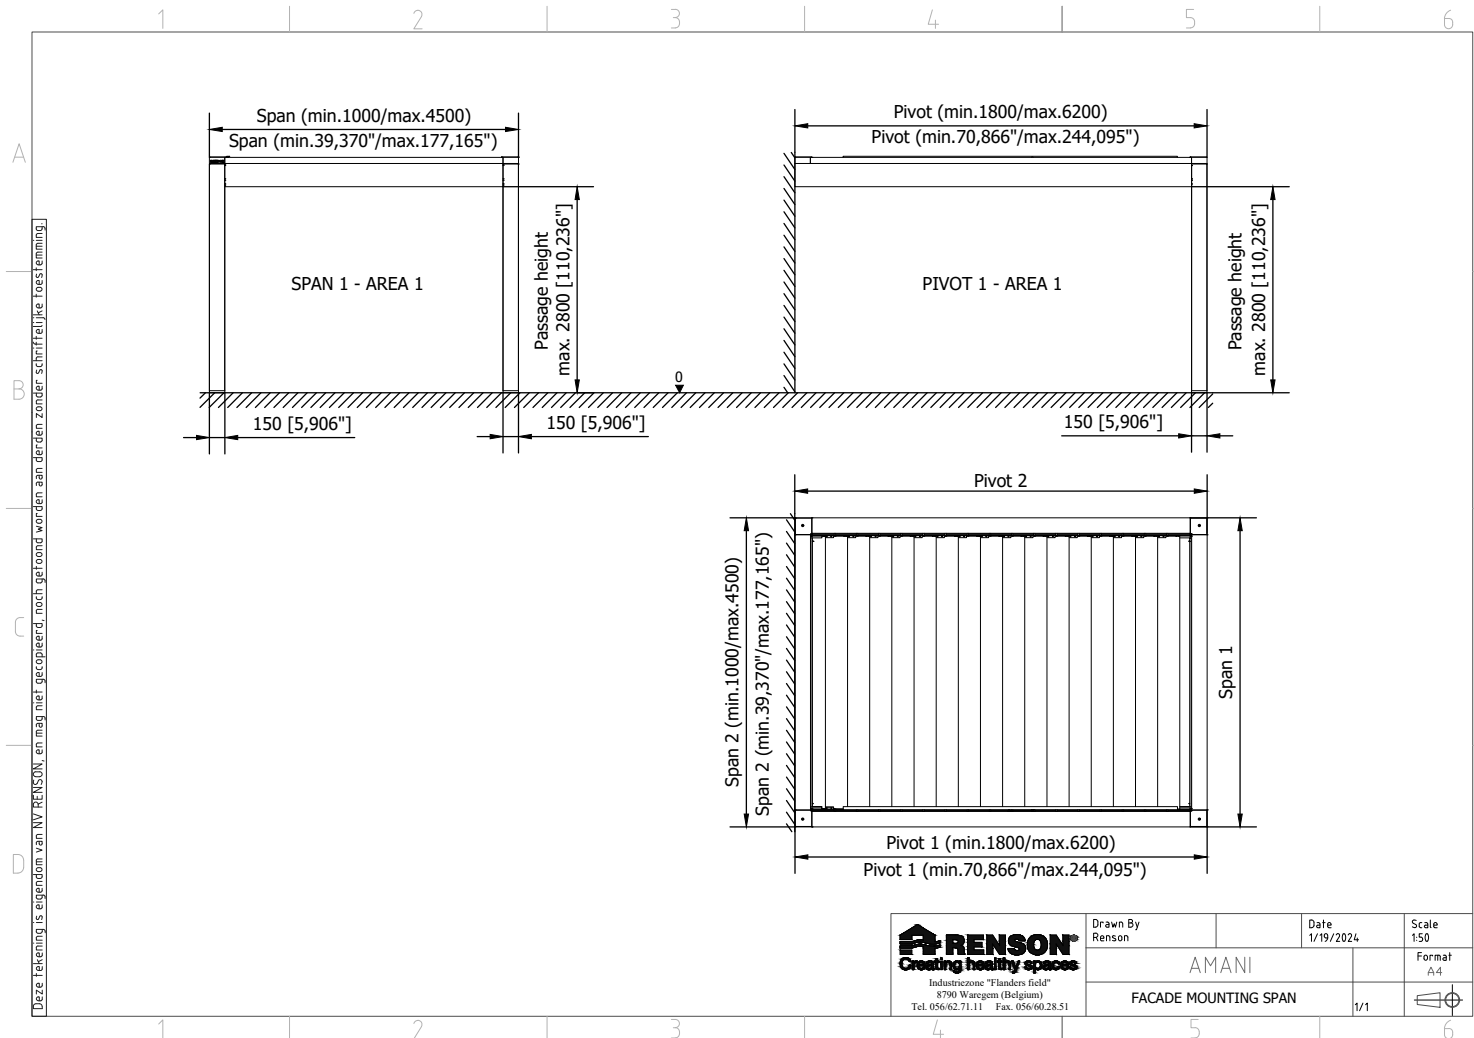 1 2 3 4 5 6
A
B
C
D
Deze tekening is eigendom van NV RENSON, en mag niet gecopieerd, noch getoond worden aan derden zonder schriftelijke toestemming.
Span (min.1000/max.4500)
Span (min.39,370"/max.177,165")
SPAN 1 - AREA 1
Passage height
max. 2800 [110,236"]
150 [5,906"]
150 [5,906"]
0
Pivot (min.1800/max.6200)
Pivot (min.70,866"/max.244,095")
PIVOT 1 - AREA 1
Passage height
max. 2800 [110,236"]
150 [5,906"]
Pivot 2
Span 2 (min.1000/max.4500)
Span 2 (min.39,370"/max.177,165")
Span 1
Pivot 1 (min.1800/max.6200)
Pivot 1 (min.70,866"/max.244,095")
RENSON®
Creating healthy spaces
Industriezone "Flanders field"
8790 Waregem (Belgium)
Tel. 056/62.71.11 Fax. 056/60.28.51
Drawn By
Renson
Date
1/19/2024
Scale
1:50
AMANI
Format
A4
FACADE MOUNTING SPAN
1/1
1 2 3 4 5 6